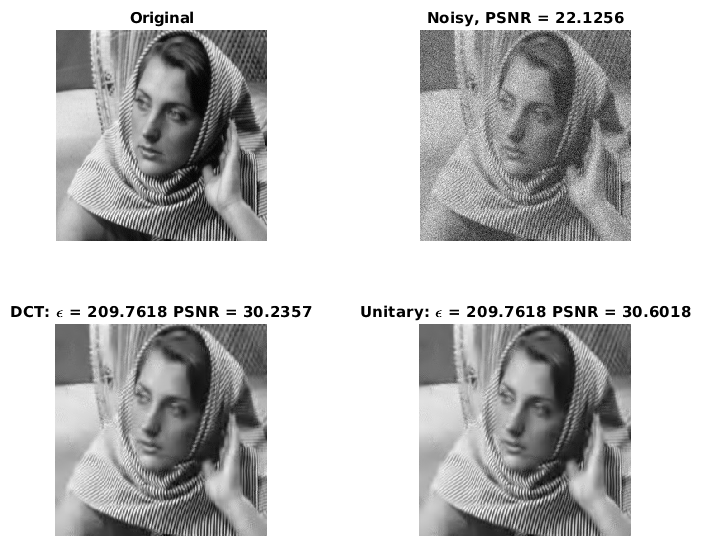 Original
Noisy, PSNR = 22.1256
DCT: ϵ = 209.7618 PSNR = 30.2357
Unitary: ϵ = 209.7618 PSNR = 30.6018